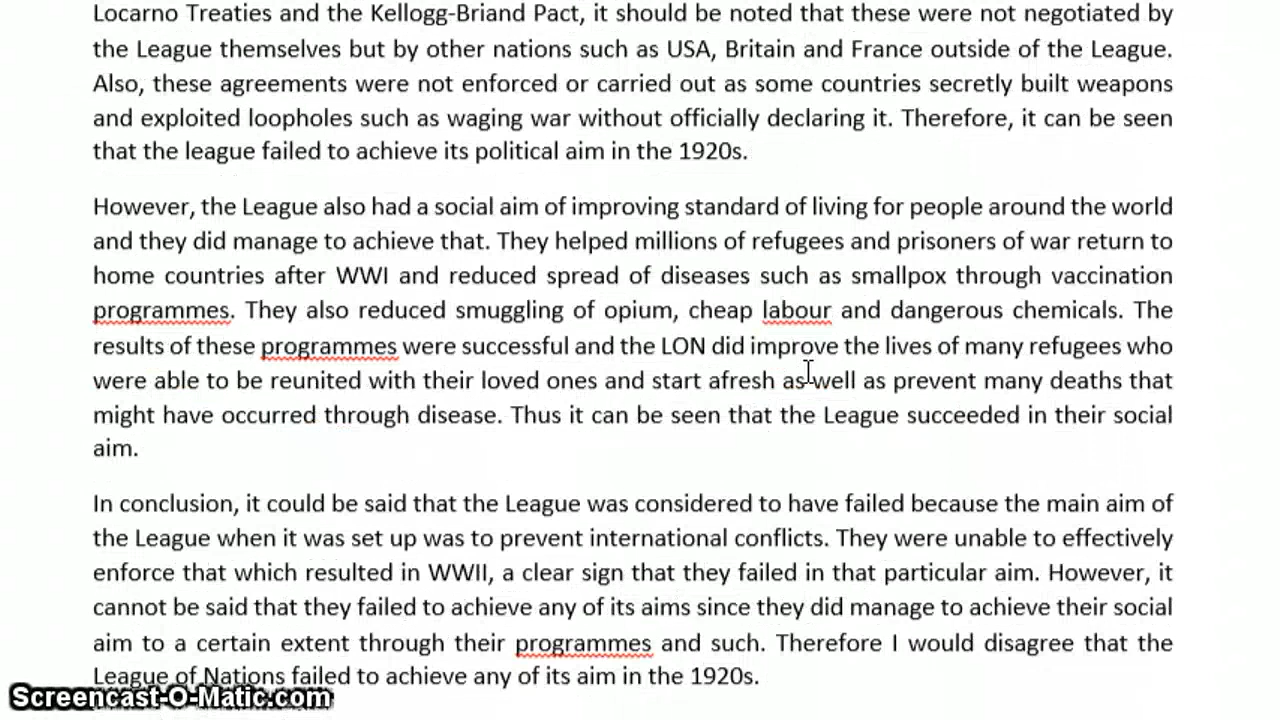 Locarno Treaties and the Kellogg-Briand Pact, it should be noted that these were not negotiated by
the League themselves but by other nations such as USA, Britain and France outside of the League.
Also, these agreements were not enforced or carried out as some countries secretly built weapons
and exploited loopholes such as waging war without officially declaring it. Therefore, it can be seen
that the league failed to achieve its political aim in the 1920s.
However, the League also had a social aim of improving standard of living for people around the world
and they did manage to achieve that. They helped millions of refugees and prisoners of war return to
home countries after WWI and reduced spread of diseases such as smallpox through vaccination
programmes. They also reduced smuggling of opium, cheap labour and dangerous chemicals. The
results of these programmes were successful and the LON did improve the lives of many refugees who
were able to be reunited with their loved ones and start afresh as well as prevent many deaths that
might have occurred through disease. Thus it can be seen that the League succeeded in their social
aim.
In conclusion, it could be said that the League was considered to have failed because the main aim of
the League when it was set up was to prevent international conflicts. They were unable to effectively
enforce that which resulted in WWII, a clear sign that they failed in that particular aim. However, it
cannot be said that they failed to achieve any of its aims since they did manage to achieve their social
aim to a certain extent through their programmes and such. Therefore I would disagree that the
League of Nations failed to achieve any of its aim in the 1920s.
Screencast-O-Matic.com